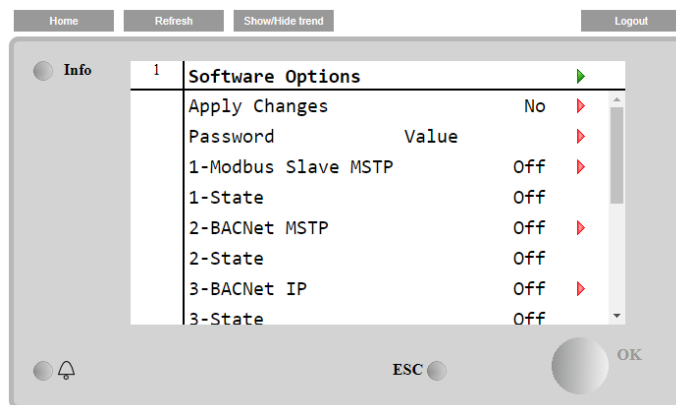 Home Refresh Show/Hide trend Logout
Info
1 Software Options
Apply Changes No
Password Value
1-Modbus Slave MSTP Off
1-State Off
2-BACNet MSTP Off
2-State Off
3-BACNet IP Off
3-State Off
ESC OK